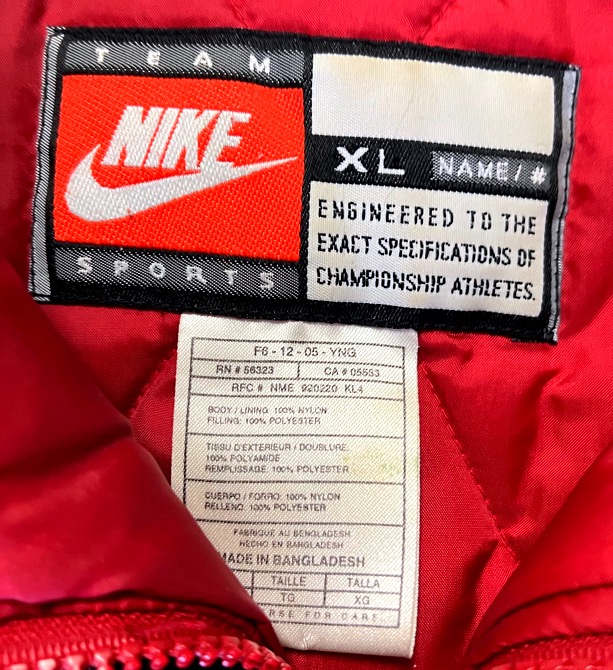 TEAM
NIKE
SPORTS
XL NAME/#
ENGINEERED TO THE
EXACT SPECIFICATIONS OF
CHAMPIONSHIP ATHLETES.
F6 - 12 - 05 - YNG
RN # 56323 CA # 05553
RFC # NME 920220 KL4
BODY / LINING: 100% NYLON
FILLING: 100% POLYESTER
TISSU D'EXTERIEUR / DOUBLURE:
100% POLYAMIDE
REMPLISSAGE: 100% POLYESTER
CUERPO / FORRO: 100% NYLON
RELLENO: 100% POLYESTER
FABRIQUE AU BENGLADESH
HECHO EN BANGLADESH
MADE IN BANGLADESH
TAILLE TALLA
TG XG
FOR CARE